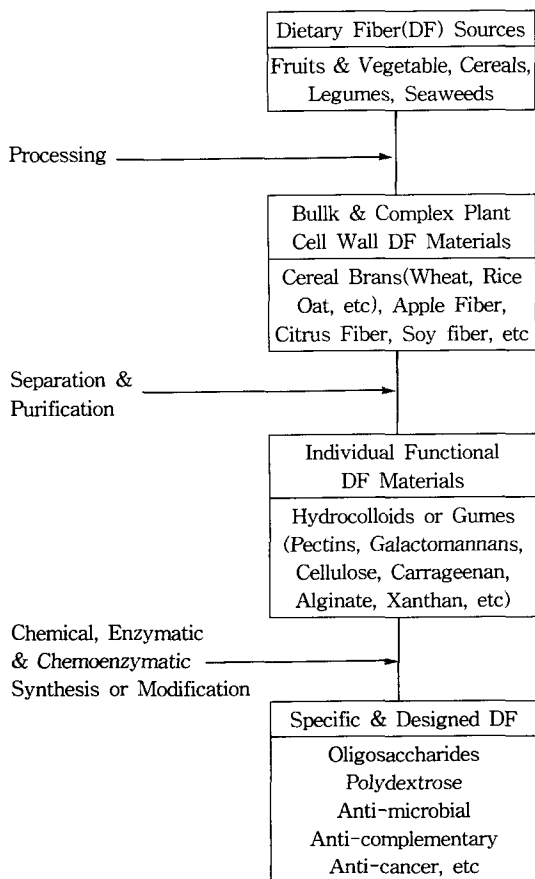 Dietary Fiber(DF) Sources
Fruits & Vegetable, Cereals,
Legumes, Seaweeds
Processing
Bullk & Complex Plant
Cell Wall DF Materials
Cereal Brans(Wheat, Rice
Oat, etc), Apple Fiber,
Citrus Fiber, Soy fiber, etc
Separation &
Purification
Individual Functional
DF Materials
Hydrocolloids or Gumes
(Pectins, Galactomannans,
Cellulose, Carrageenan,
Alginate, Xanthan, etc)
Chemical, Enzymatic
& Chemoenzymatic
Synthesis or Modification
Specific & Designed DF
Oligosaccharides
Polydextrose
Anti-microbial
Anti-complementary
Anti-cancer, etc